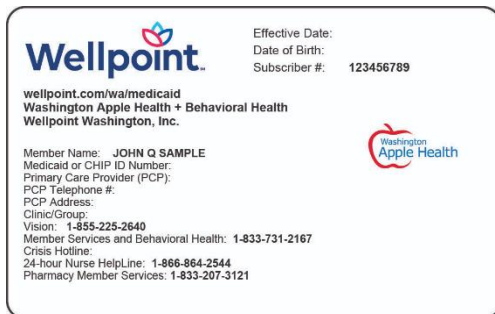 Wellpoint
Effective Date:
Date of Birth:
Subscriber #: 123456789
wellpoint.com/wa/medicaid
Washington Apple Health + Behavioral Health
Wellpoint Washington, Inc.
Washington
Apple Health
Member Name: JOHN Q SAMPLE
Medicaid or CHIP ID Number:
Primary Care Provider (PCP):
PCP Telephone #:
PCP Address:
Clinic/Group:
Vision: 1-855-225-2640
Member Services and Behavioral Health: 1-833-731-2167
Crisis Hotline:
24-hour Nurse HelpLine: 1-866-864-2544
Pharmacy Member Services: 1-833-207-3121